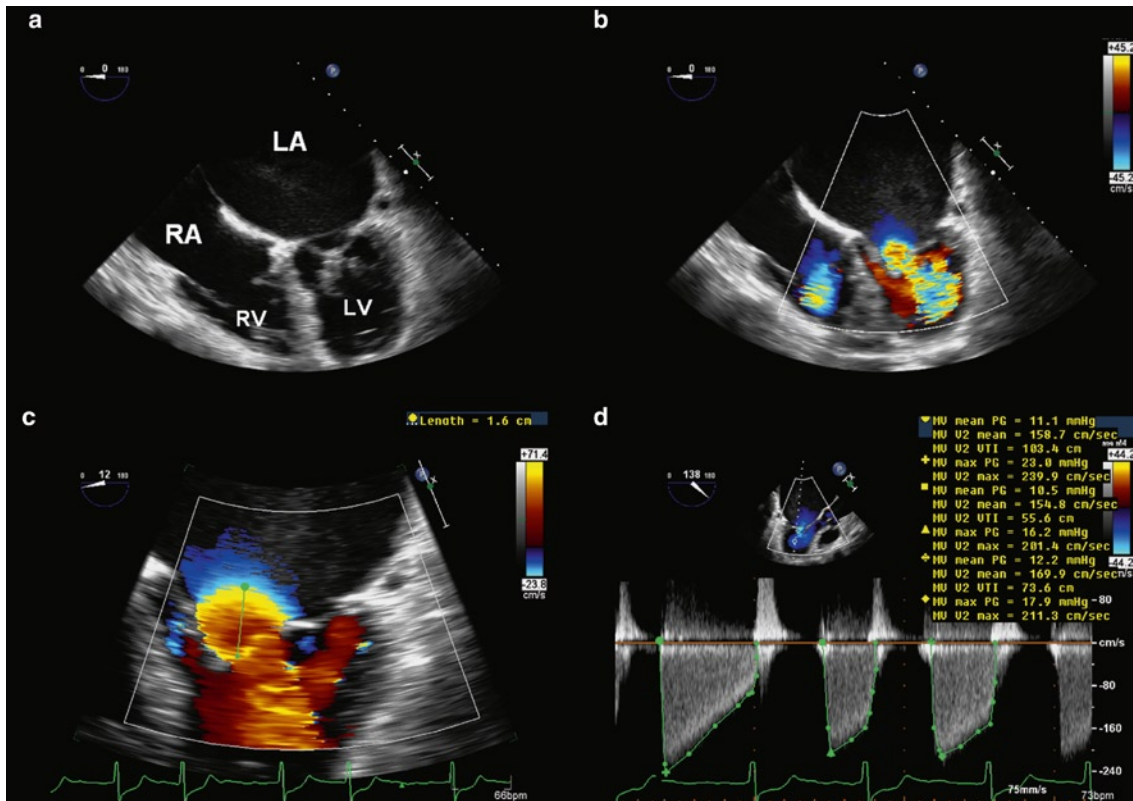 a
0 0 180
P
LA
RA
RV
LV
b
0 0 180
P
+45.2
-45.2
cm/s
c
Length = 1.6 cm
12
P
+71.4
-23.8
cm/s
66bpm
d
138
P
MV mean PG = 11.1 mmHg
MV V2 mean = 158.7 cm/sec
MV V2 VTI = 103.4 cm
MV max PG = 23.0 mmHg
MV V2 max = 239.9 cm/sec
MV mean PG = 10.5 mmHg
MV V2 mean = 154.8 cm/sec
MV V2 VTI = 55.6 cm
MV max PG = 16.2 mmHg
MV V2 max = 201.4 cm/sec
MV mean PG = 12.2 mmHg
MV V2 mean = 169.9 cm/sec
MV V2 VTI = 73.6 cm
MV max PG = 17.9 mmHg
MV V2 max = 211.3 cm/sec
+44.2
-44.2
cm/s
80
cm/s
-80
-160
-240
75mm/s
73bpm